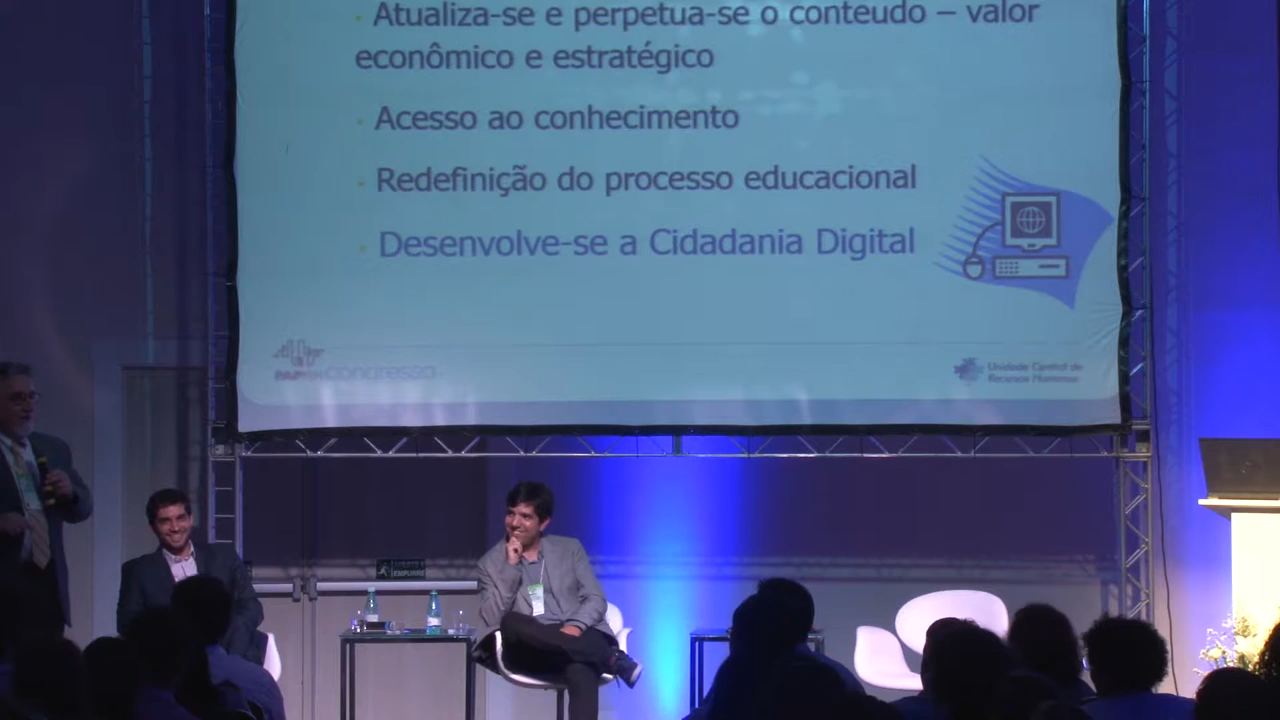 Atualiza-se e perpetua-se o conteúdo – valor
econômico e estratégico
Acesso ao conhecimento
Redefinição do processo educacional
Desenvolve-se a Cidadania Digital
congresso
Unidade Central de
Recursos Humanos
EMPURRE